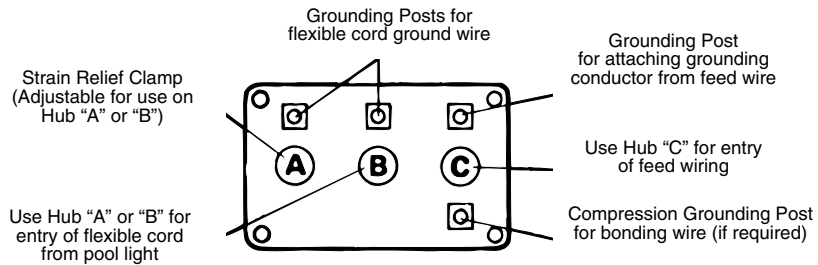 Grounding Posts for
flexible cord ground wire
Grounding Post
for attaching grounding
conductor from feed wire
Strain Relief Clamp
(Adjustable for use on
Hub “A” or “B”)
A
B
C
Use Hub “C” for entry
of feed wiring
Use Hub “A” or “B” for
entry of flexible cord
from pool light
Compression Grounding Post
for bonding wire (if required)